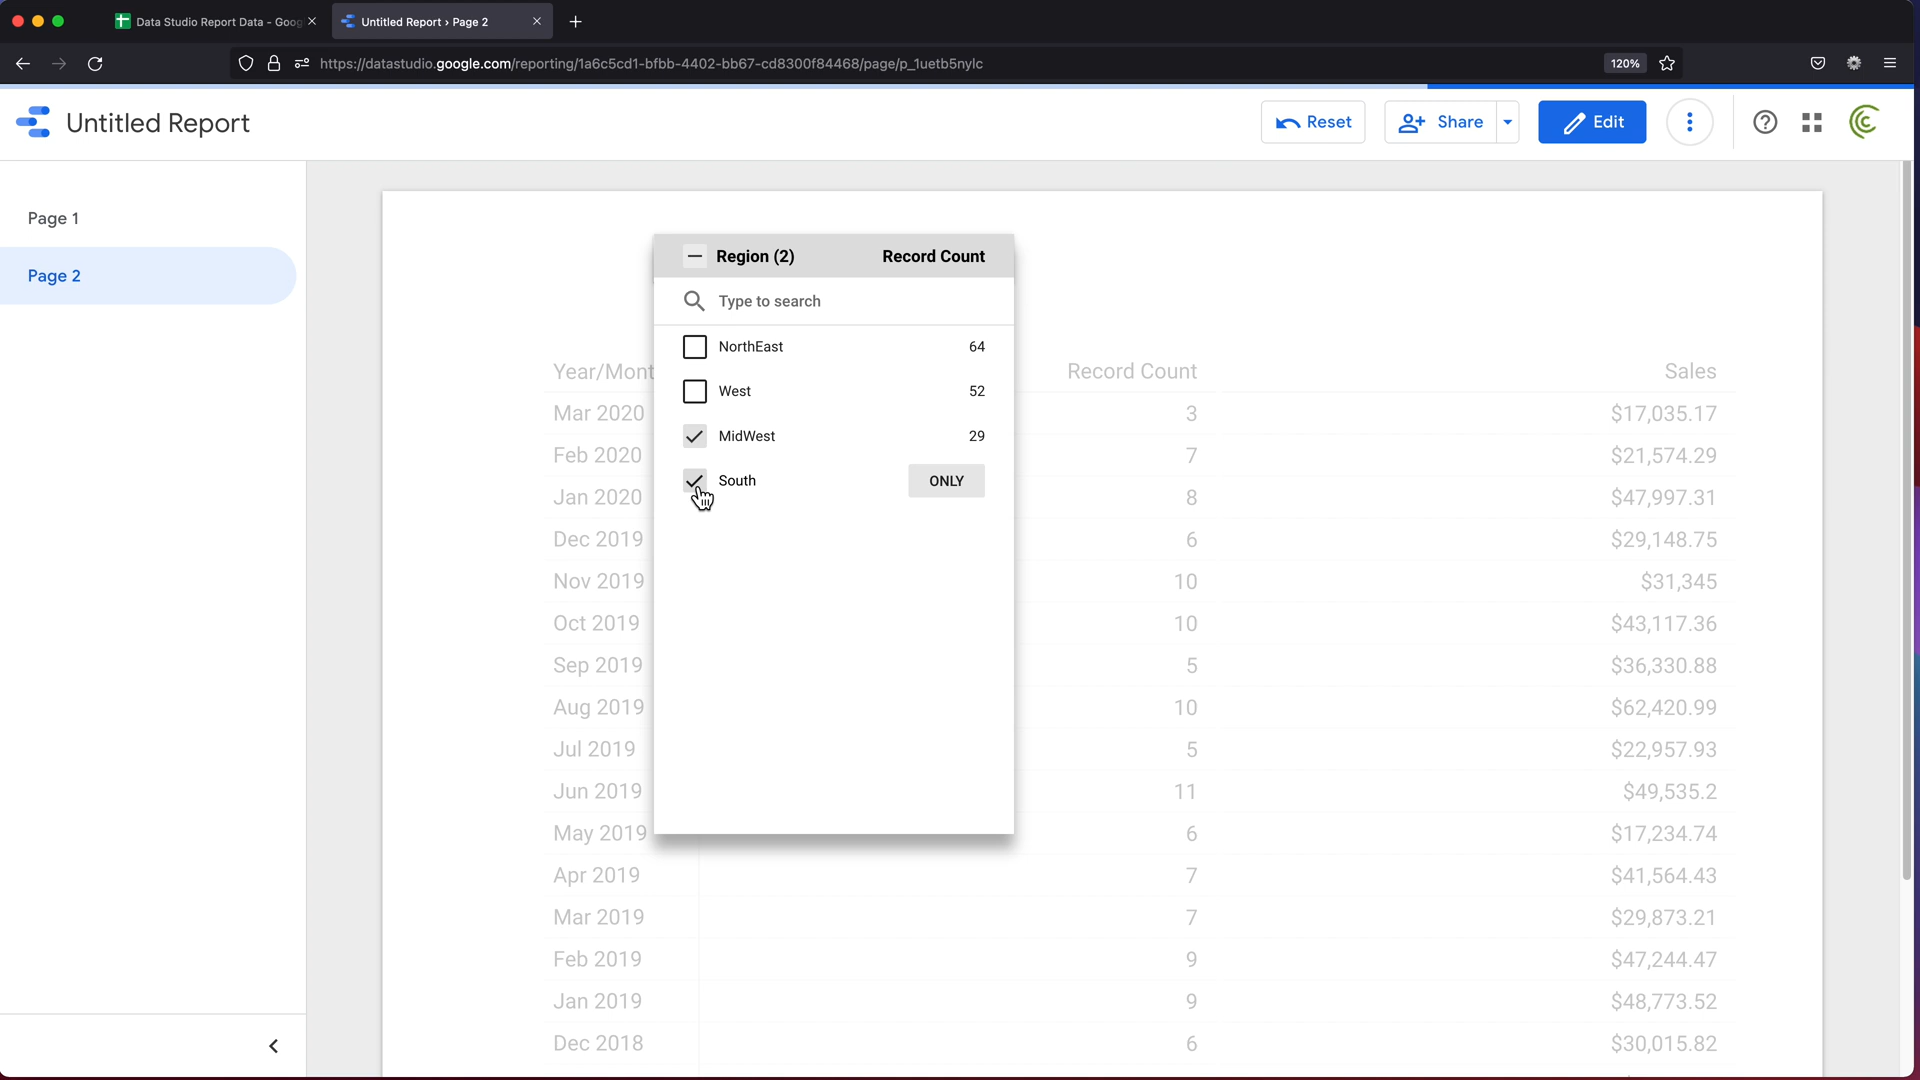 Data Studio Report Data - Goog
Untitled Report › Page 2
https://datastudio.google.com/reporting/1a6c5cd1-bfbb-4402-bb67-cd8300f84468/page/p_1uetb5nylc
120%
Untitled Report
Reset
Share
Edit
Page 1
Page 2
Region (2) Record Count
Type to search
NorthEast 64
West 52
MidWest 29
South ONLY
Year/Mont Record Count Sales
Mar 2020 3 $17,035.17
Feb 2020 7 $21,574.29
Jan 2020 8 $47,997.31
Dec 2019 6 $29,148.75
Nov 2019 10 $31,345
Oct 2019 10 $43,117.36
Sep 2019 5 $36,330.88
Aug 2019 10 $62,420.99
Jul 2019 5 $22,957.93
Jun 2019 11 $49,535.2
May 2019 6 $17,234.74
Apr 2019 7 $41,564.43
Mar 2019 7 $29,873.21
Feb 2019 9 $47,244.47
Jan 2019 9 $48,773.52
Dec 2018 6 $30,015.82